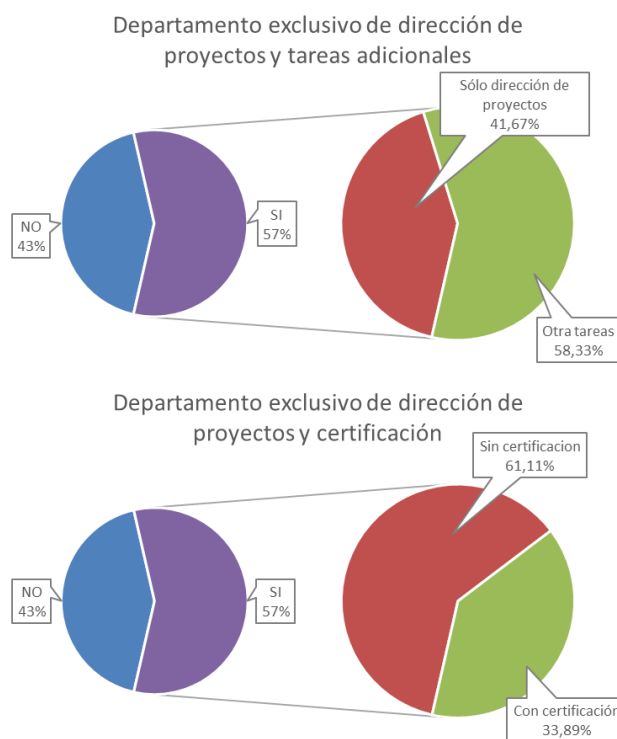 Departamento exclusivo de dirección de
proyectos y tareas adicionales
Sólo dirección de
proyectos
41,67%
NO
43%
SI
57%
Otra tareas
58,33%
Departamento exclusivo de dirección de
proyectos y certificación
Sin certificacion
61,11%
NO
43%
SI
57%
Con certificación
33,89%